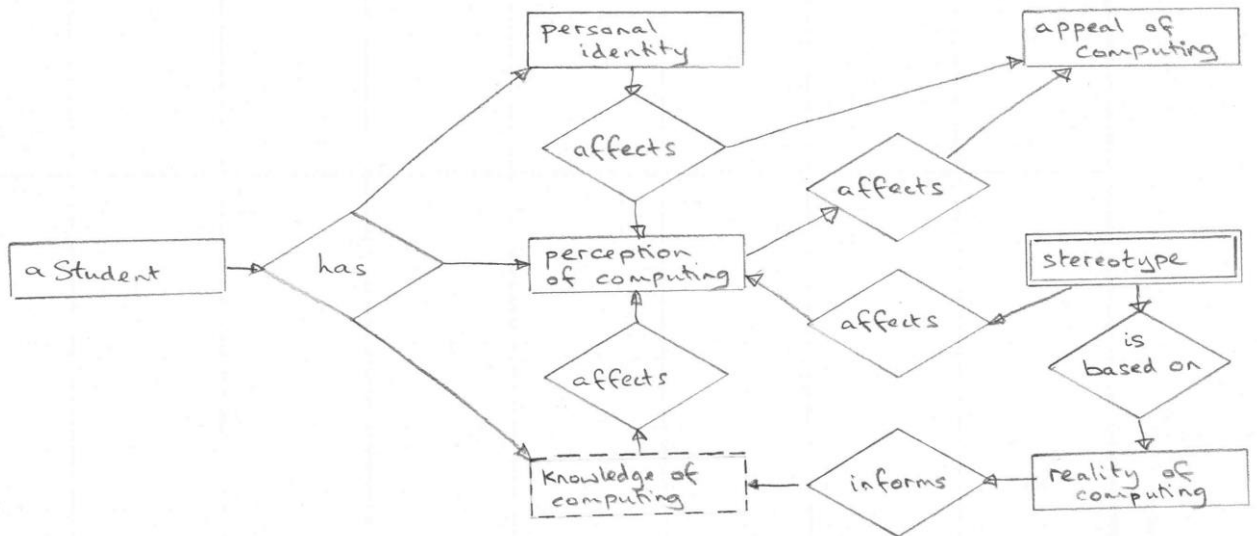 personal
identity
appeal of
computing
affects
affects
a Student
has
perception
of computing
stereotype
affects
is
based on
affects
knowledge of
computing
informs
reality of
computing